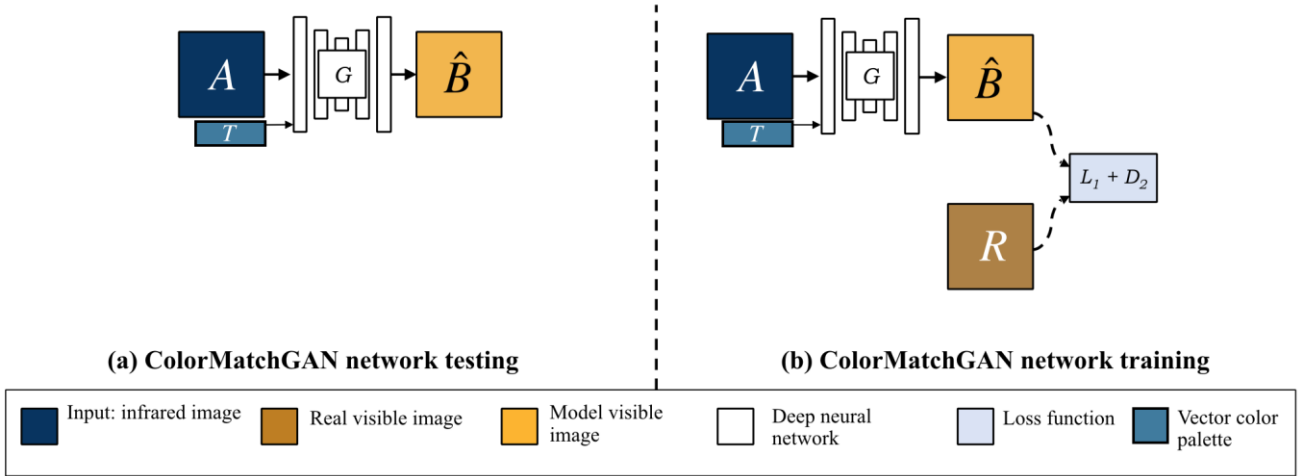 A
T
G
B̂
A
T
G
B̂
L₁ + D₂
R
(a) ColorMatchGAN network testing
(b) ColorMatchGAN network training
Input: infrared image
Real visible image
Model visible
image
Deep neural
network
Loss function
Vector color
palette